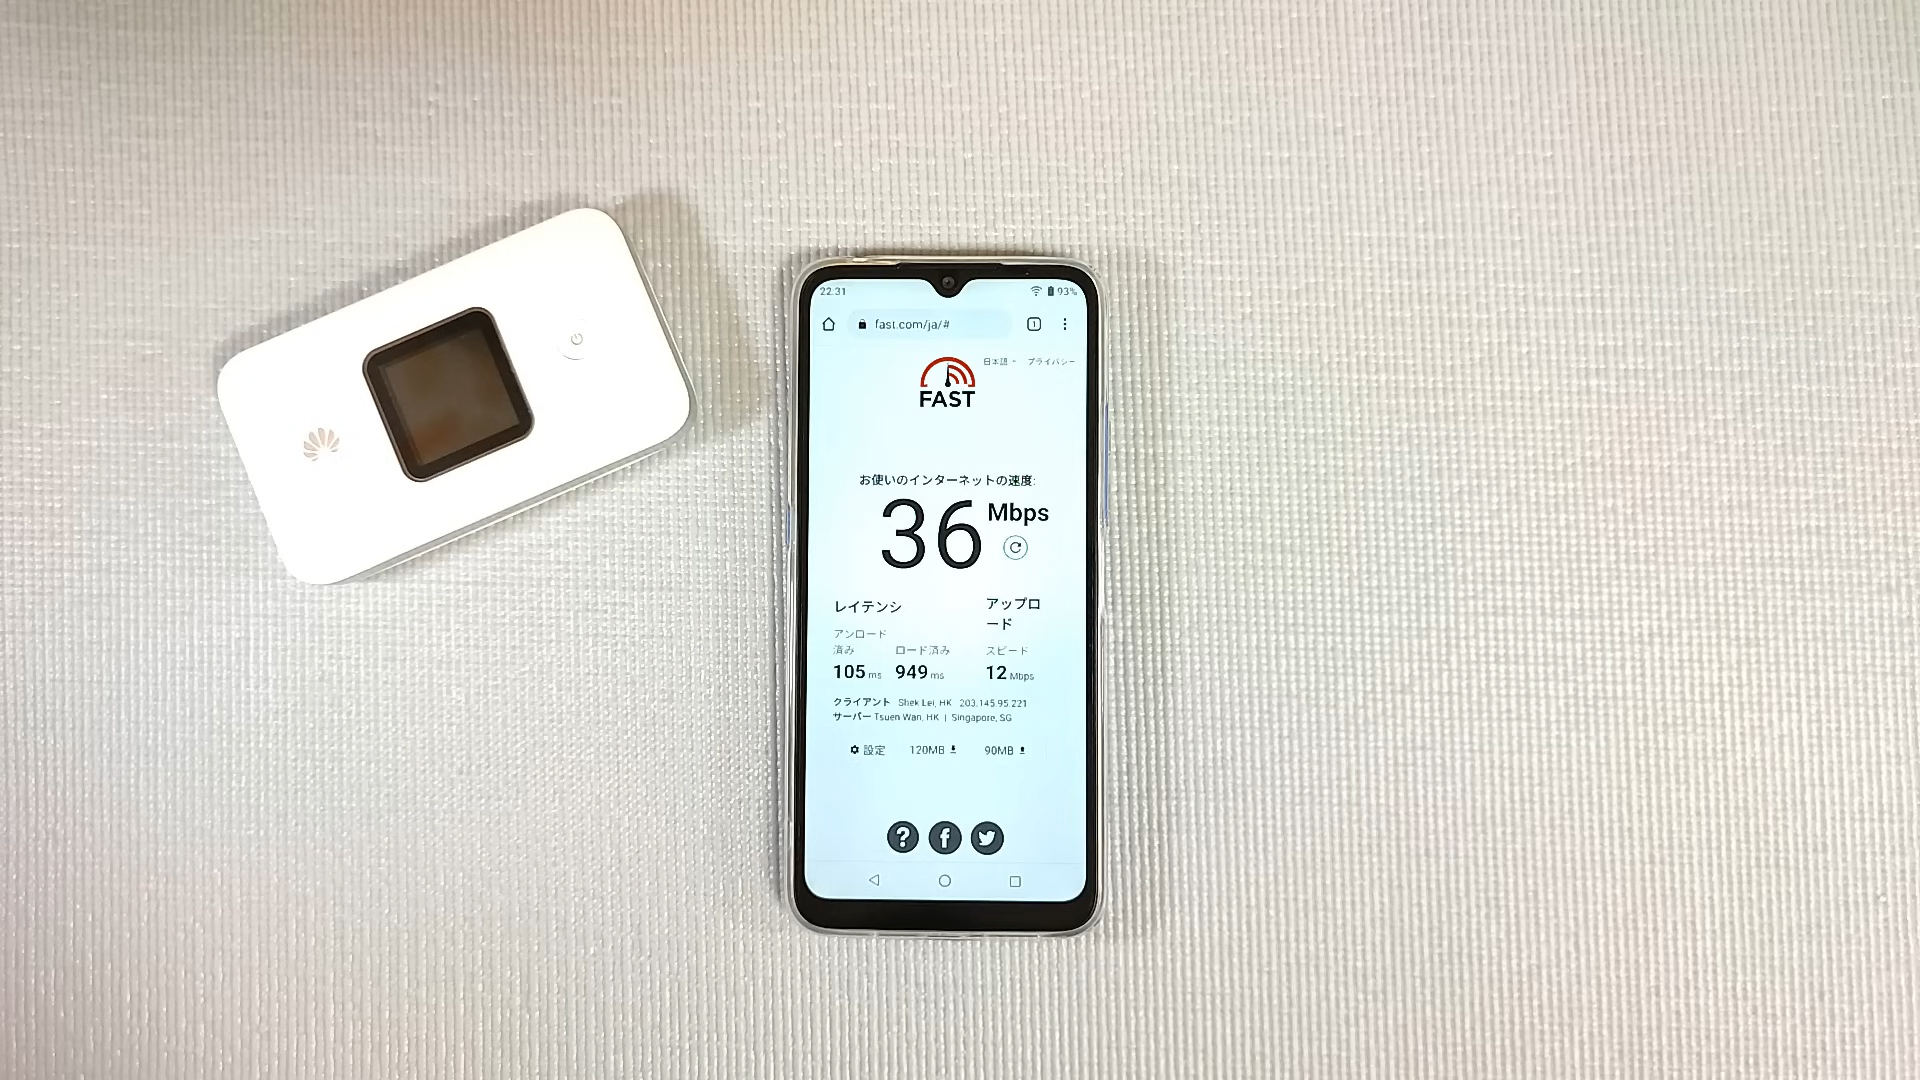 22:31
93%
fast.com/ja/#
1
日本語
プライバシー
FAST
お使いのインターネットの速度:
36 Mbps
レイテンシ
アップロ
ード
アンロード
済み
ロード済み
スピード
105 ms
949 ms
12 Mbps
クライアント Shek Lei, HK 203.145.95.221
サーバー Tsuen Wan, HK | Singapore, SG
設定
120MB
90MB